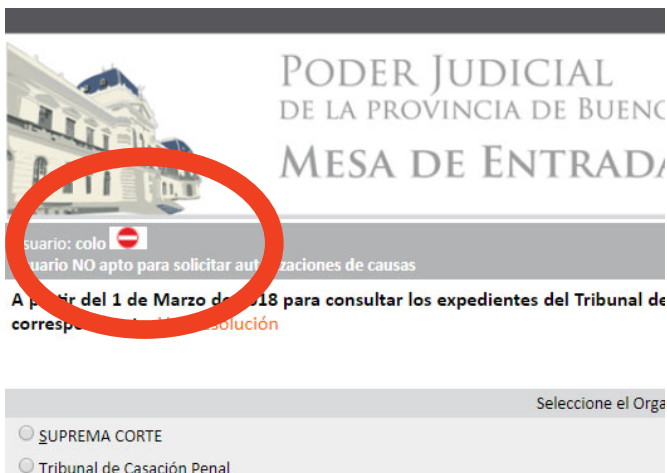 PODER JUDICIAL
DE LA PROVINCIA DE BUENO
MESA DE ENTRADA
suario: colo
uario NO apto para solicitar aut zaciones de causas
A p tir del 1 de Marzo de 18 para consultar los expedientes del Tribunal de
corresp olución
Seleccione el Orga
SUPREMA CORTE
Tribunal de Casación Penal